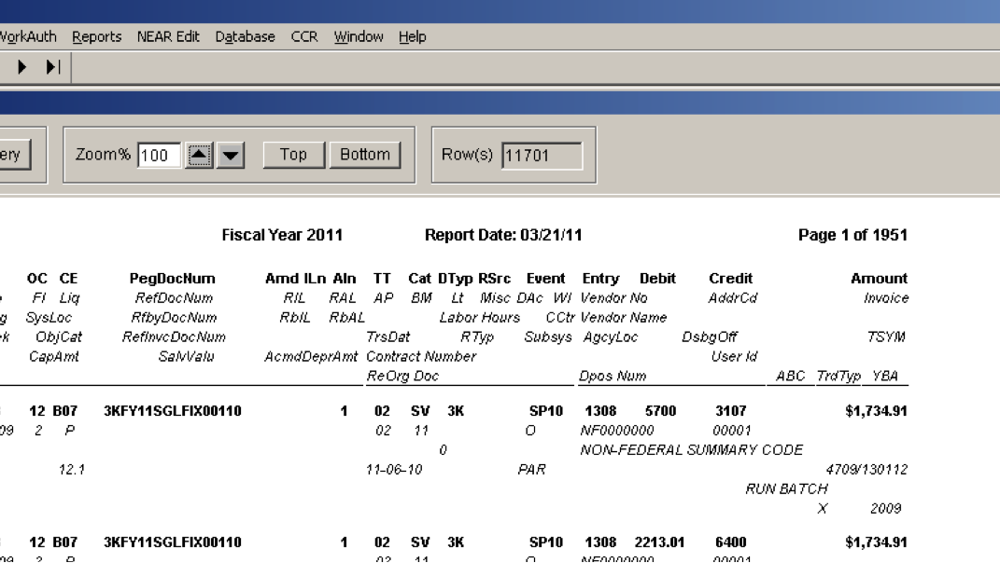 WorkAuth Reports NEAR Edit Database CCR Window Help
ery Zoom% 100 Top Bottom Row(s) 11701
Fiscal Year 2011 Report Date: 03/21/11 Page 1 of 1951
OC CE PegDocNum Amd ILn Aln TT Cat DTyp RSrc Event Entry Debit Credit Amount
FI Liq RefDocNum RIL RAL AP BM Lt Misc DAc WI Vendor No AddrCd Invoice
g SysLoc RfbyDocNum RbIL RbAL Labor Hours CCtr Vendor Name
k ObjCat RefInvcDocNum TrsDat RTyp Subsys AgcyLoc DsbgOff TSYM
CapAmt SalvValu AcmdDeprAmt Contract Number User Id
ReOrg Doc Dpos Num ABC TrdTyp YBA
12 B07 3KFY11SGLFIX00110 1 02 SV 3K SP10 1308 5700 3107 $1,734.91
09 2 P 02 11 O NF0000000 00001
0 NON-FEDERAL SUMMARY CODE
12.1 11-06-10 PAR 4709/130112
RUN BATCH
X 2009
12 B07 3KFY11SGLFIX00110 1 02 SV 3K SP10 1308 2213.01 6400 $1,734.91
02 11 O NF0000000 00001